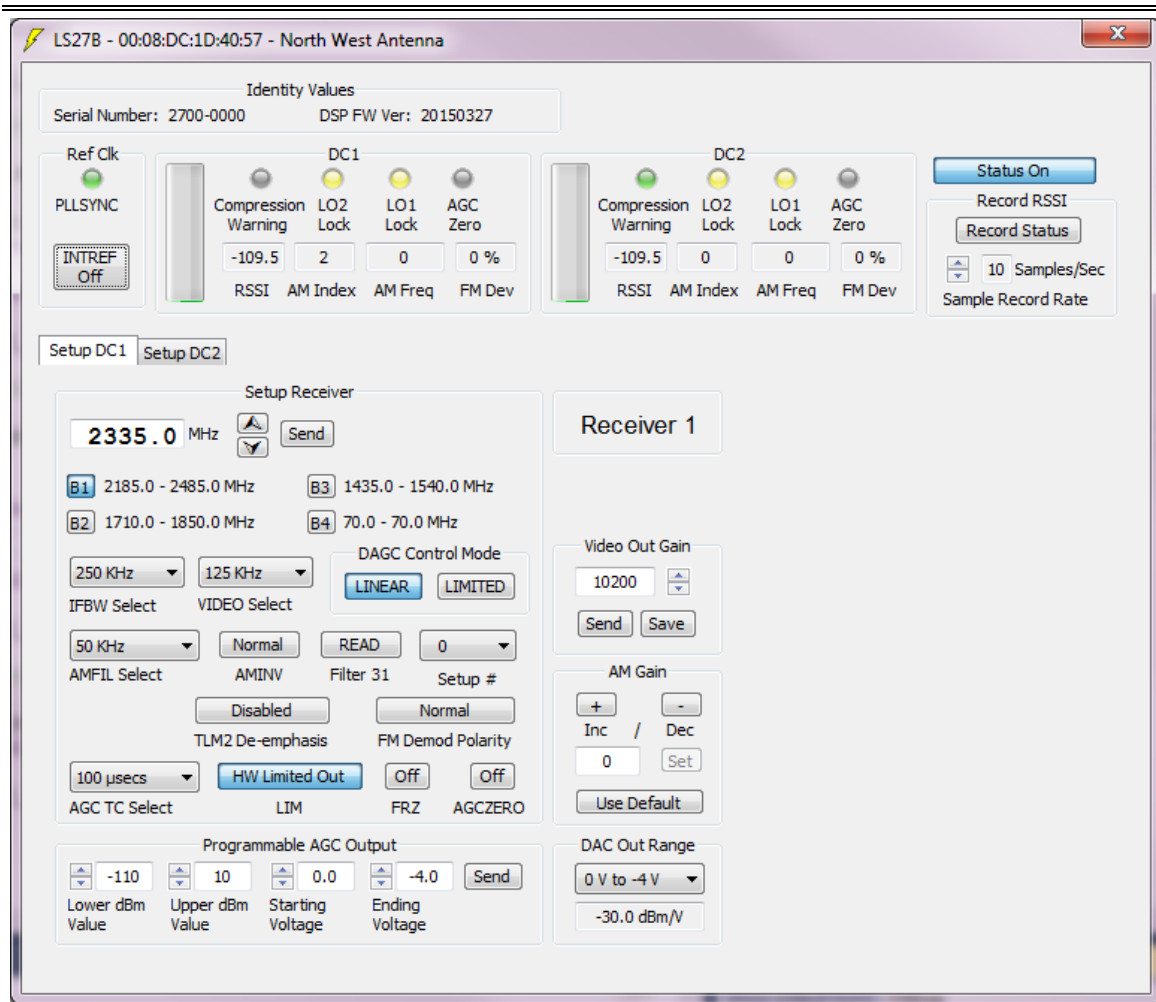 LS27B - 00:08:DC:1D:40:57 - North West Antenna
X
Identity Values
Serial Number: 2700-0000 DSP FW Ver: 20150327
Ref Clk
PLLSYNC
INTREF
Off
DC1
Compression
Warning
LO2
Lock
LO1
Lock
AGC
Zero
-109.5 2 0 0 %
RSSI AM Index AM Freq FM Dev
DC2
Compression
Warning
LO2
Lock
LO1
Lock
AGC
Zero
-109.5 0 0 0 %
RSSI AM Index AM Freq FM Dev
Status On
Record RSSI
Record Status
10 Samples/Sec
Sample Record Rate
Setup DC1 Setup DC2
Setup Receiver
2335.0 MHz Send
B1 2185.0 - 2485.0 MHz B3 1435.0 - 1540.0 MHz
B2 1710.0 - 1850.0 MHz B4 70.0 - 70.0 MHz
250 KHz 125 KHz
IFBW Select VIDEO Select
DAGC Control Mode
LINEAR LIMITED
50 KHz Normal READ 0
AMFIL Select AMINV Filter 31 Setup #
Disabled Normal
TLM2 De-emphasis FM Demod Polarity
100 µsecs HW Limited Out Off Off
AGC TC Select LIM FRZ AGCZERO
Programmable AGC Output
-110 10 0.0 -4.0 Send
Lower dBm
Value
Upper dBm
Value
Starting
Voltage
Ending
Voltage
Receiver 1
Video Out Gain
10200
Send Save
AM Gain
+ -
Inc / Dec
0 Set
Use Default
DAC Out Range
0 V to -4 V
-30.0 dBm/V